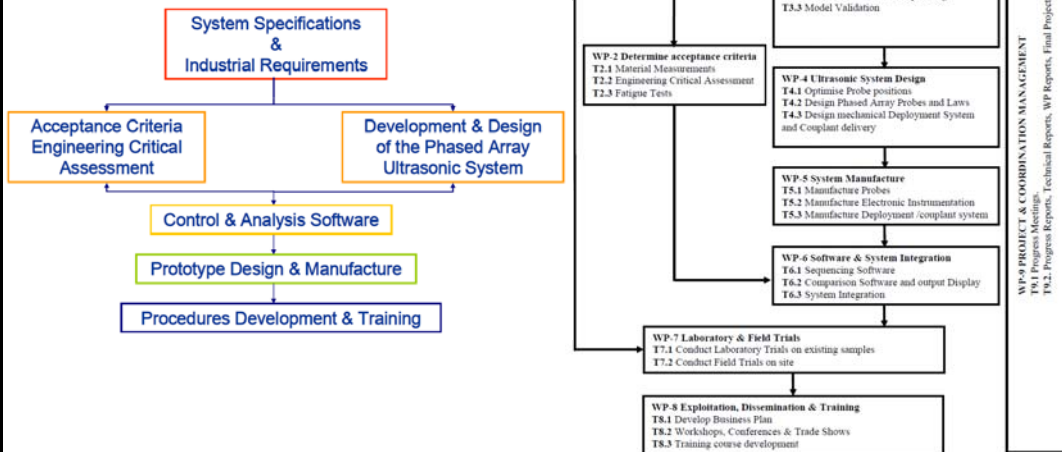 System Specifications
&
Industrial Requirements
Acceptance Criteria
Engineering Critical
Assessment
Development & Design
of the Phased Array
Ultrasonic System
Control & Analysis Software
Prototype Design & Manufacture
Procedures Development & Training
T3.3 Model Validation
WP-2 Determine acceptance criteria
T2.1 Material Measurements
T2.2 Engineering Critical Assessment
T2.3 Fatigue Tests
WP-4 Ultrasonic System Design
T4.1 Optimise Probe positions
T4.2 Design Phased Array Probes and Laws
T4.3 Design mechanical Deployment System
and Couplant delivery
WP-5 System Manufacture
T5.1 Manufacture Probes
T5.2 Manufacture Electronic Instrumentation
T5.3 Manufacture Deployment /couplant system
WP-6 Software & System Integration
T6.1 Sequencing Software
T6.2 Comparison Software and output Display
T6.3 System Integration
WP-7 Laboratory & Field Trials
T7.1 Conduct Laboratory Trials on existing samples
T7.2 Conduct Field Trials on site
WP-8 Exploitation, Dissemination & Training
T8.1 Develop Business Plan
T8.2 Workshops, Conferences & Trade Shows
T8.3 Training course development
WP-9 PROJECT & COORDINATION MANAGEMENT
T9.1 Progress Meetings.
T9.2. Progress Reports, Technical Reports, WP Reports, Final Project